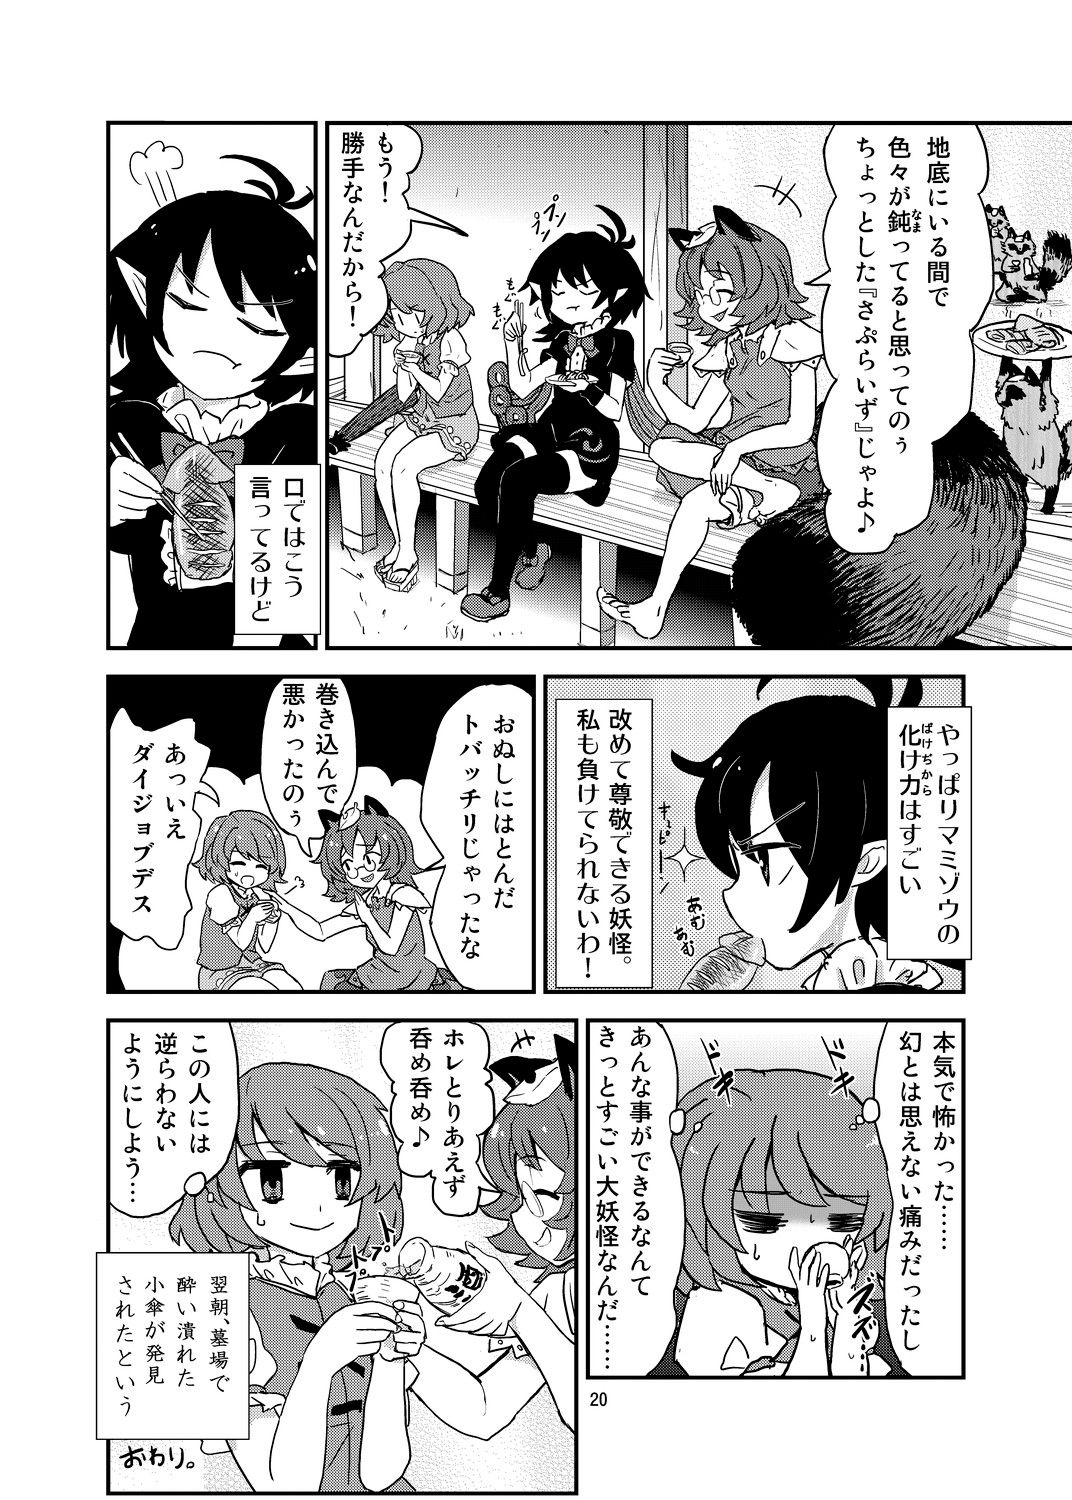 地底にいる間で
色々が鈍ってると思ってのぅ
なま
ちょっとした『さぷらいず』じゃよ♪
プンプン
もぐもぐ
もう！
勝手なんだから！
口ではこう
言ってるけど
やっぱりマミゾウの
化け力はすごい
ばけぢから
あむ
あむ
改めて尊敬できる妖怪。
私も負けてられないわ！
おぬしにはとんだ
トバッチリじゃったな
巻き込んで
悪かったのぅ
あっいえ
ダイジョブデス
本気で怖かった……
幻とは思えない痛みだったし
あんな事ができるなんて
きっとすごい大妖怪なんだ……
ズズ…
ホレとりあえず
呑め呑め♪
トプトプ
この人には
逆らわない
ようにしよう…
翌朝、墓場で
酔い潰れた
小傘が発見
されたという
おわり。
20